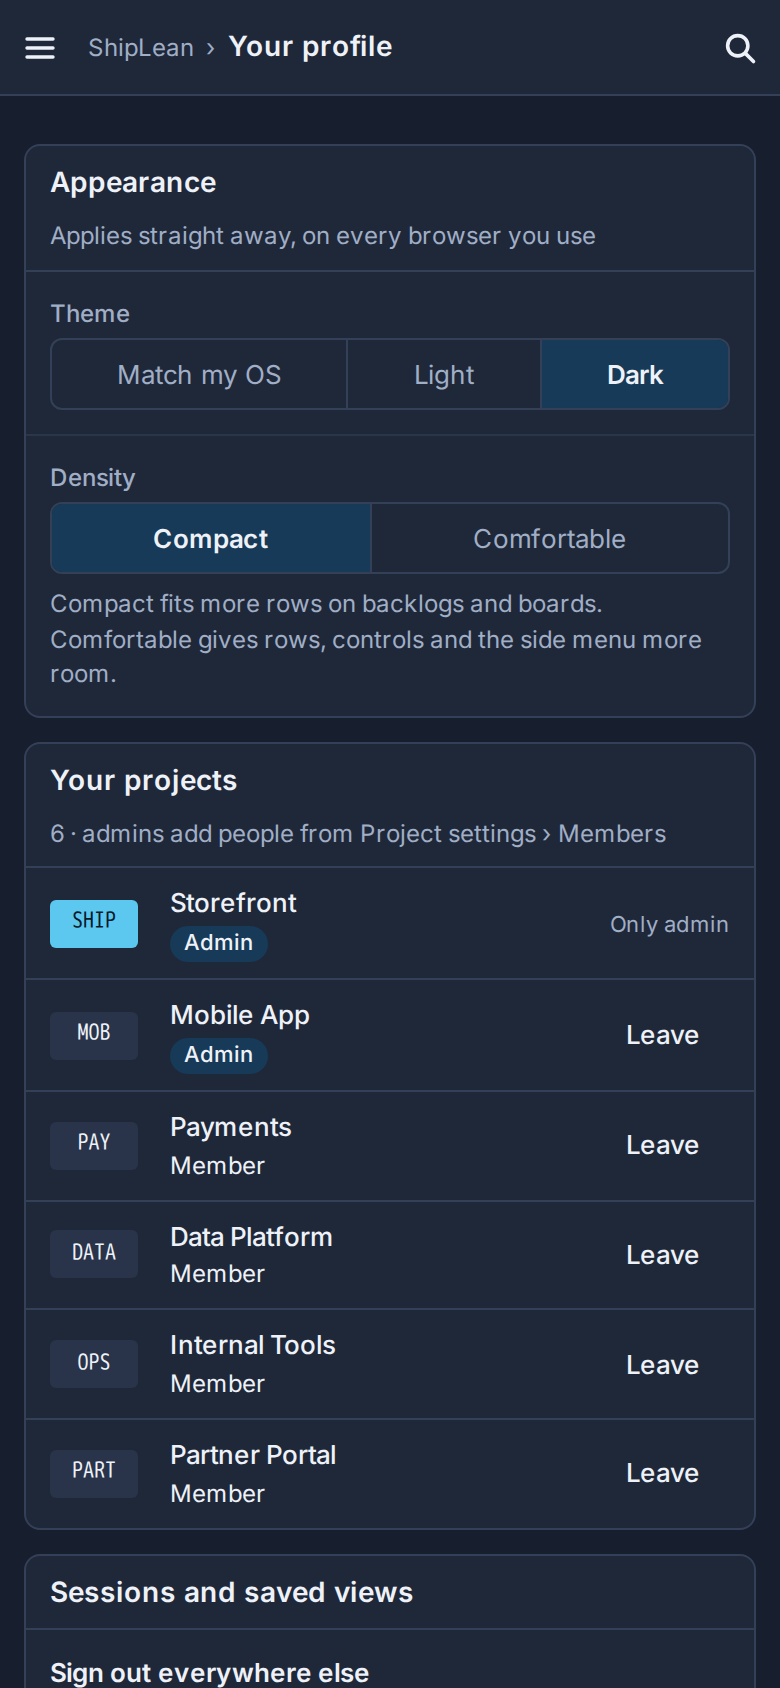 ShipLean › Your profile
Appearance
Applies straight away, on every browser you use
Theme
Match my OS Light Dark
Density
Compact Comfortable
Compact fits more rows on backlogs and boards.
Comfortable gives rows, controls and the side menu more
room.
Your projects
6 · admins add people from Project settings › Members
SHIP Storefront
Admin Only admin
MOB Mobile App
Admin Leave
PAY Payments
Member Leave
DATA Data Platform
Member Leave
OPS Internal Tools
Member Leave
PART Partner Portal
Member Leave
Sessions and saved views
Sign out everywhere else